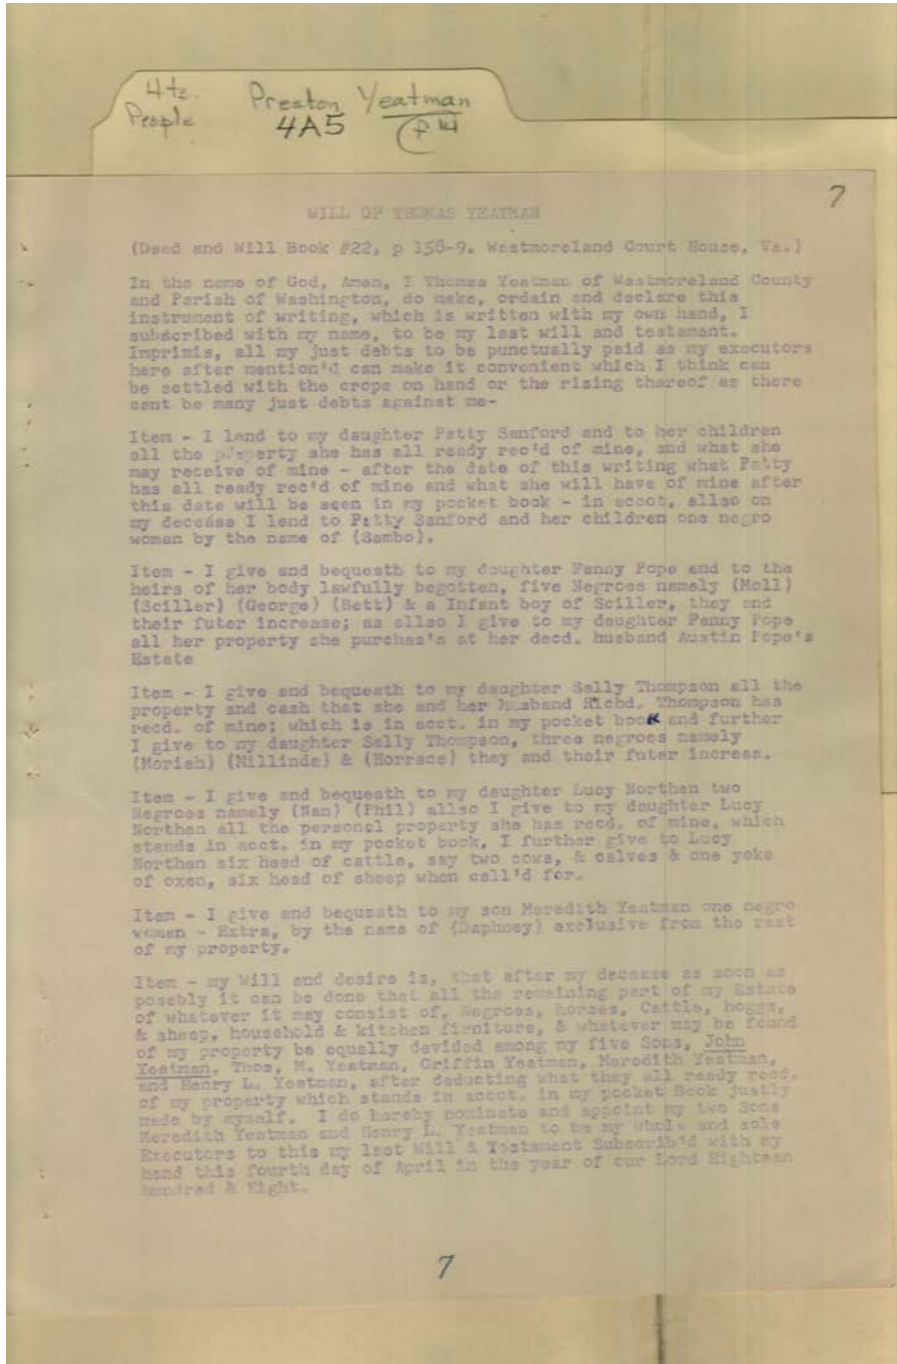 4tz.
People
Preston Yeatman
4A5
p 14
7
WILL OF THOMAS YEATMAN
(Deed and Will Book #22, p 158-9. Westmoreland Court House, Va.)
In the name of God, Amen, I Thomas Yeatman of Westmoreland County
and Parish of Washington, do make, ordain and declare this
instrument of writing, which is written with my own hand, I
subscribed with my name, to be my last will and testament.
Imprimis, all my just debts to be punctually paid as my executors
here after mention'd can make it convenient which I think can
be settled with the crops on hand or the rising thereof as there
cant be many just debts against me-
Item - I lend to my daughter Patty Sanford and to her children
all the property she has all ready rec'd of mine, and what she
may receive of mine - after the date of this writing what Patty
has all ready rec'd of mine and what she will have of mine after
this date will be seen in my pocket book - in accot, allso on
my decease I lend to Patty Sanford and her children one negro
woman by the name of (Sambo).
Item - I give and bequeath to my daughter Fanny Pope and to the
heirs of her body lawfully begotten, five Negroes namely (Moll)
(Sciller) (George) (Bett) & a Infant boy of Sciller, they and
their futer increase; as allso I give to my daughter Fanny Pope
all her property she purchas's at her decd. husband Austin Pope's
Estate
Item - I give and bequeath to my daughter Sally Thompson all the
property and cash that she and her husband Richd. Thompson has
recd. of mine; which is in acct. in my pocket book and further
I give to my daughter Sally Thompson, three negroes namely
(Moriah) (Millinda) & (Horrace) they and their futer increas.
Item - I give and bequeath to my daughter Lucy Northen two
Negroes namely (Nan) (Phil) allso I give to my daughter Lucy
Northen all the personel property she has recd. of mine, which
stands in acct. in my pocket book, I further give to Lucy
Northen six head of cattle, say two cows, & calves & one yoke
of oxen, six head of sheep when call'd for.
Item - I give and bequeath to my son Meredith Yeatman one negro
woman - Extra, by the name of (Daphney) exclusive from the rest
of my property.
Item - my Will and desire is, that after my decease as soon as
posebly it can be done that all the remaining part of my Estate
of whatever it may consist of, Negroes, horses, Cattle, hoggs,
& sheep, household & kitchen firniture, & whatever may be found
of my property be equally devided among my five Sons, John
Yeatman, Thos, M. Yeatman, Griffin Yeatman, Meredith Yeatman,
and Henry L. Yeatman, after deducting what they all ready recd.
of my property which stands in accot. in my pocket Book justly
made by myself. I do hereby nominate and appoint my two Sons
Meredith Yeatman and Henry L. Yeatman to be my whole and sole
Executors to this my last Will & Testament Subscrib'd with my
hand this fourth day of April in the year of our Lord Eighteen
hundred & Eight.
7